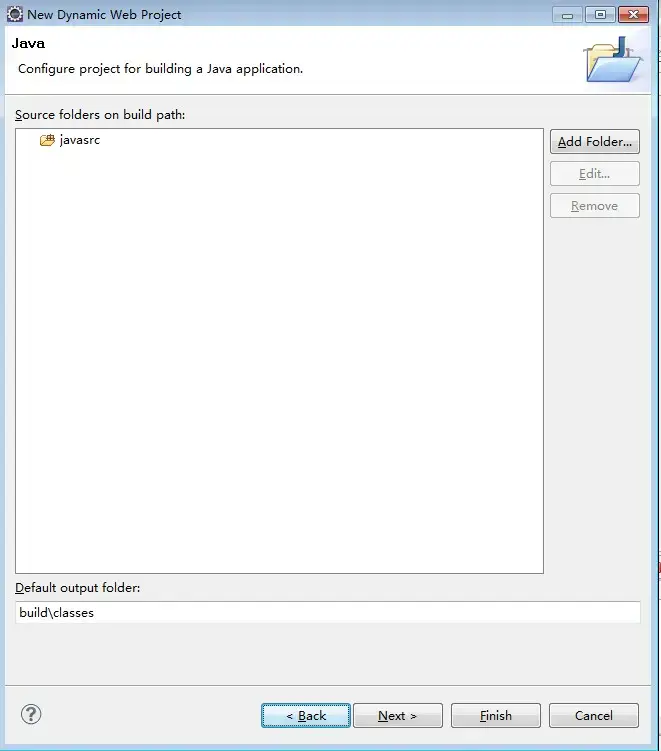 New Dynamic Web Project
Java
Configure project for building a Java application.
Source folders on build path:
javasrc
Add Folder...
Edit...
Remove
Default output folder:
build\classes
?
< Back
Next >
Finish
Cancel